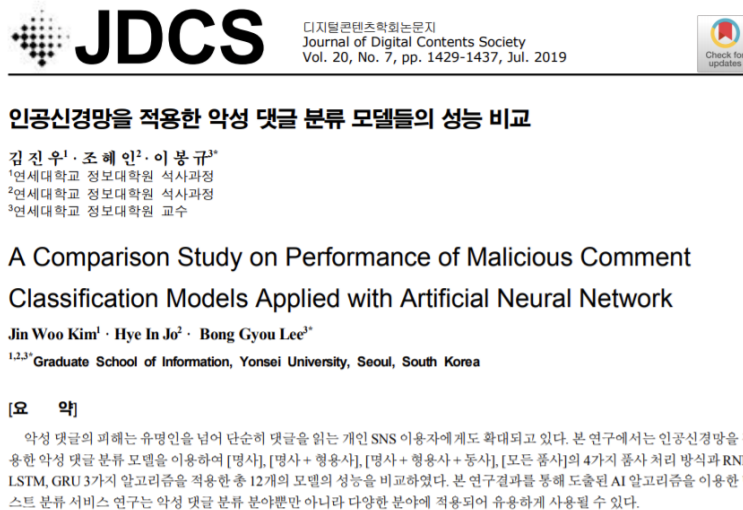 JDCS
디지털콘텐츠학회논문지
Journal of Digital Contents Society
Vol. 20, No. 7, pp. 1429-1437, Jul. 2019
Check for
updates
인공신경망을 적용한 악성 댓글 분류 모델들의 성능 비교
김진우¹ · 조혜인² · 이봉규³*
¹연세대학교 정보대학원 석사과정
²연세대학교 정보대학원 석사과정
³연세대학교 정보대학원 교수
A Comparison Study on Performance of Malicious Comment
Classification Models Applied with Artificial Neural Network
Jin Woo Kim¹ · Hye In Jo² · Bong Gyou Lee³*
1,2,3*Graduate School of Information, Yonsei University, Seoul, South Korea
[요 약]
악성 댓글의 피해는 유명인을 넘어 단순히 댓글을 읽는 개인 SNS 이용자에게도 확대되고 있다. 본 연구에서는 인공신경망을
용한 악성 댓글 분류 모델을 이용하여 [명사], [명사 + 형용사], [명사 + 형용사 + 동사], [모든 품사]의 4가지 품사 처리 방식과 RN
LSTM, GRU 3가지 알고리즘을 적용한 총 12개의 모델의 성능을 비교하였다. 본 연구결과를 통해 도출된 AI 알고리즘을 이용한
스트 분류 서비스 연구는 악성 댓글 분류 분야뿐만 아니라 다양한 분야에 적용되어 유용하게 사용될 수 있다.